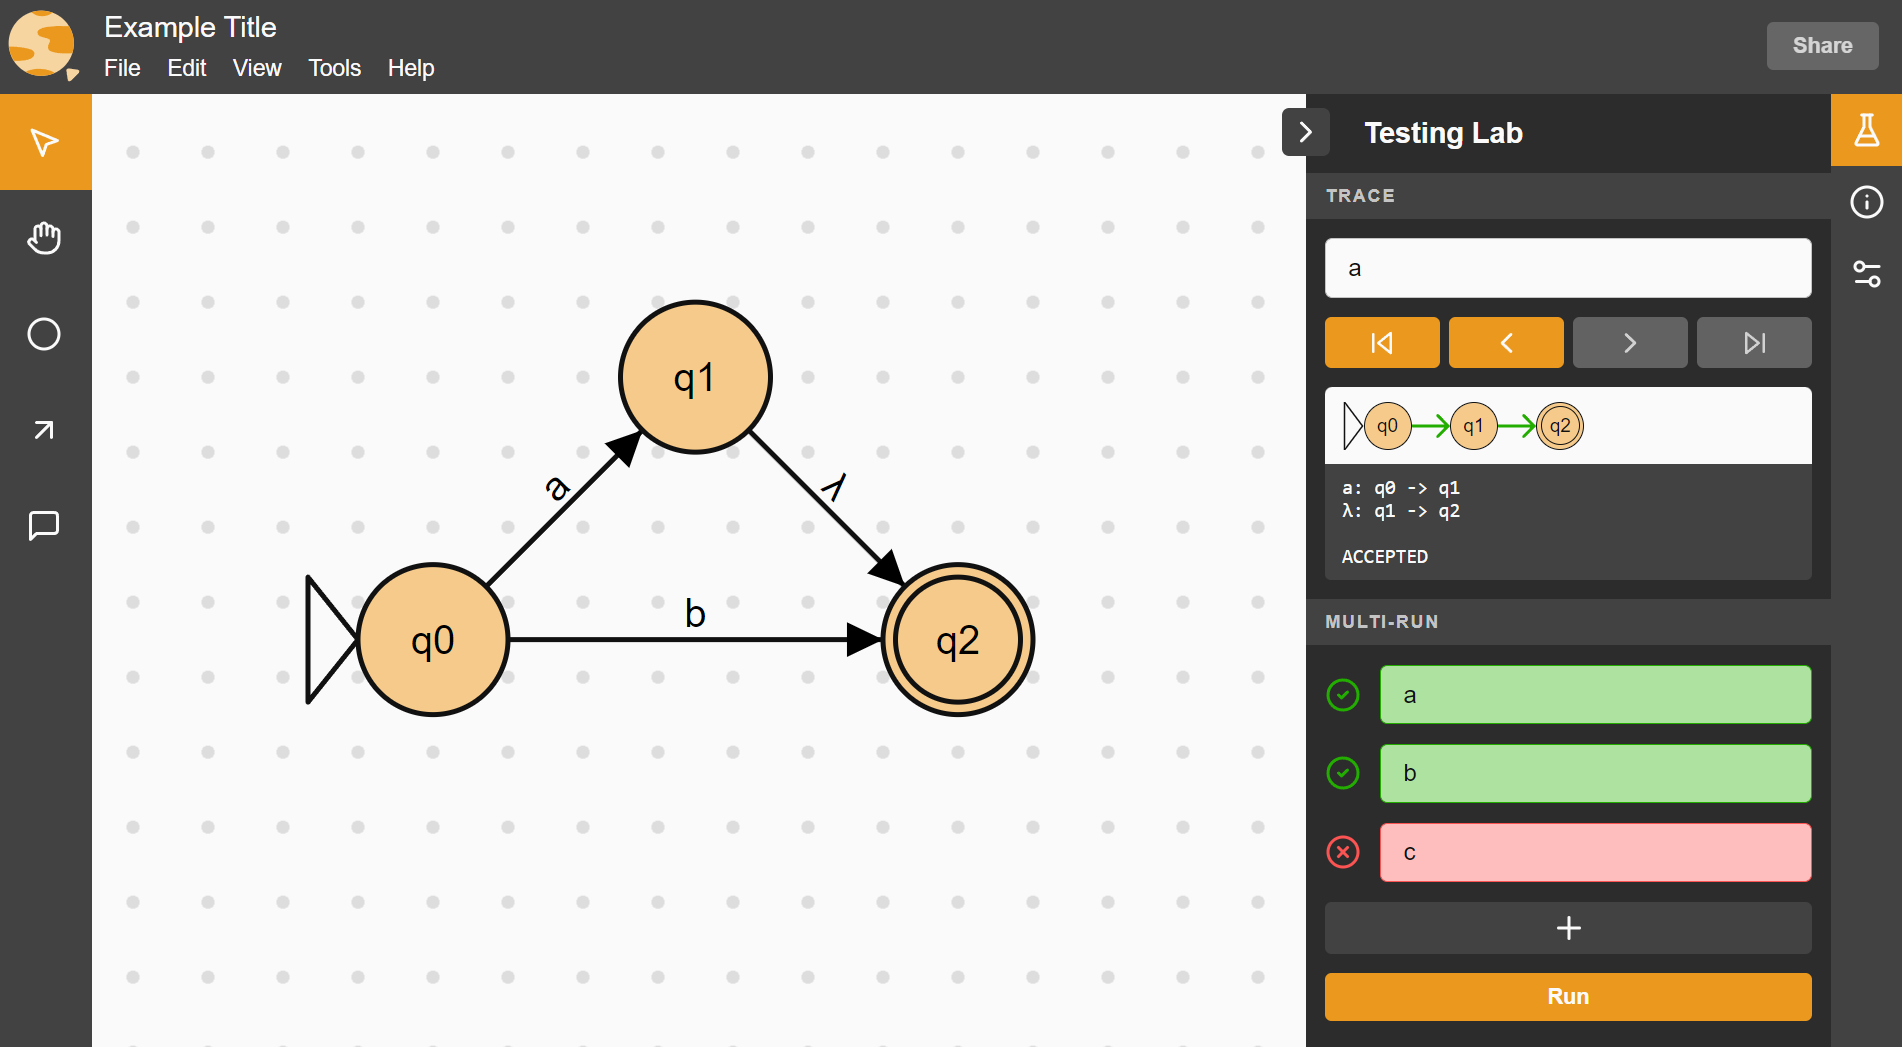 Example Title
File Edit View Tools Help
Share
Testing Lab
TRACE
a
q0 q1 q2
a: q0 -> q1
λ: q1 -> q2
ACCEPTED
MULTI-RUN
a
b
c
Run
q1
a
λ
b
q0
q2